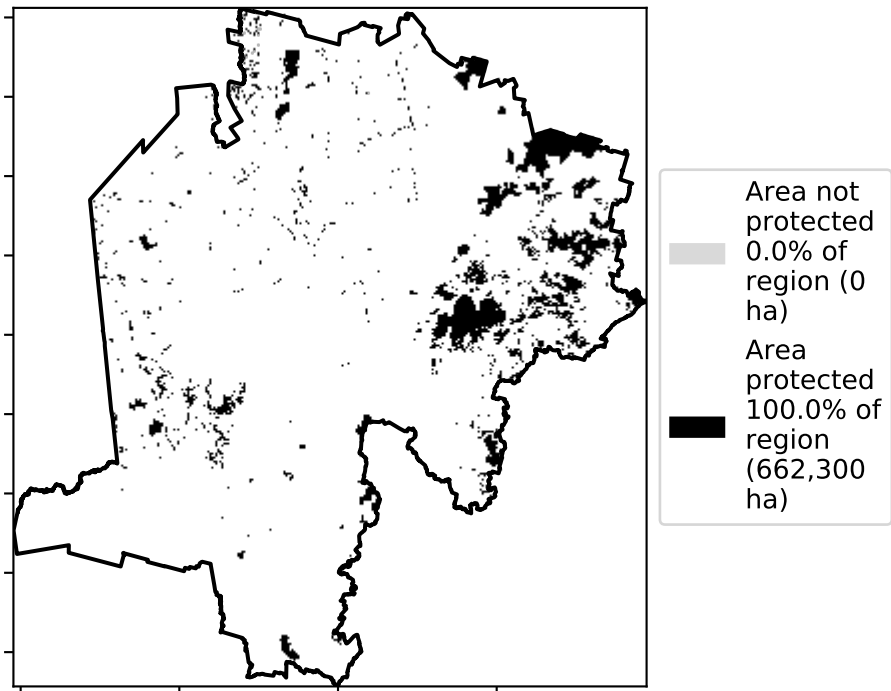 Area not
protected
0.0% of
region (0
ha)
Area
protected
100.0% of
region
(662,300
ha)